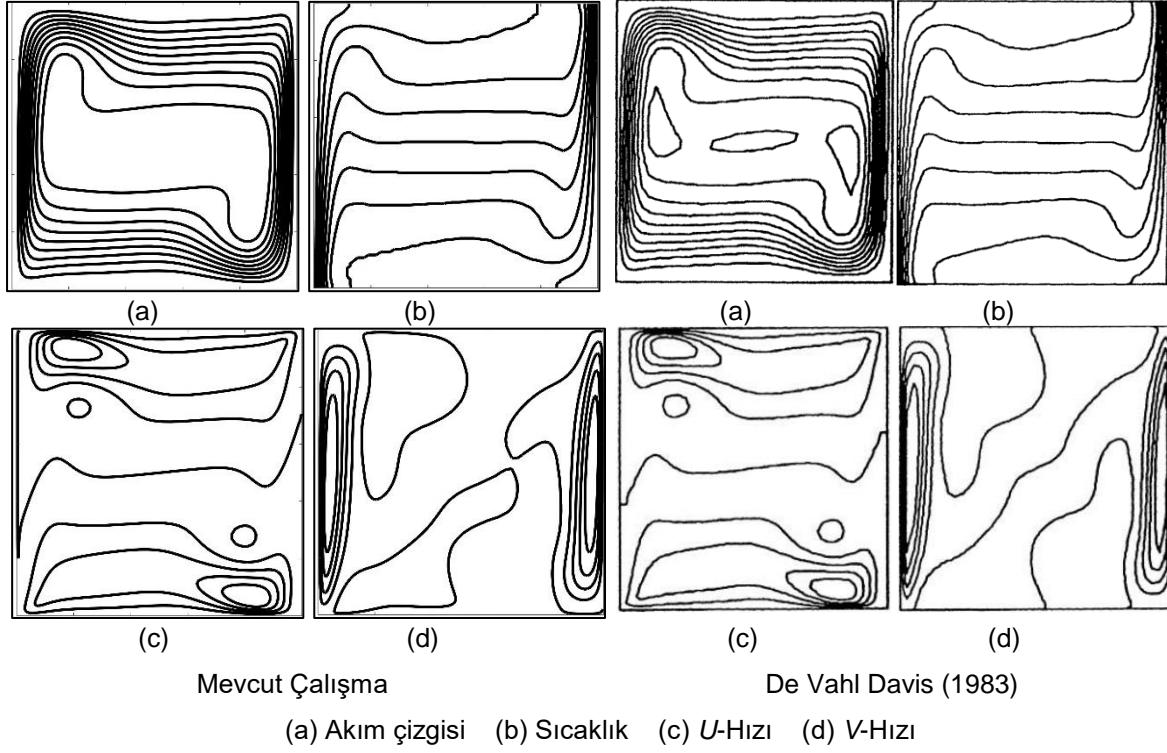 (a) (b) (a) (b)
(c) (d) (c) (d)
Mevcut Çalışma De Vahl Davis (1983)
(a) Akım çizgisi (b) Sıcaklık (c) U-Hızı (d) V-Hızı